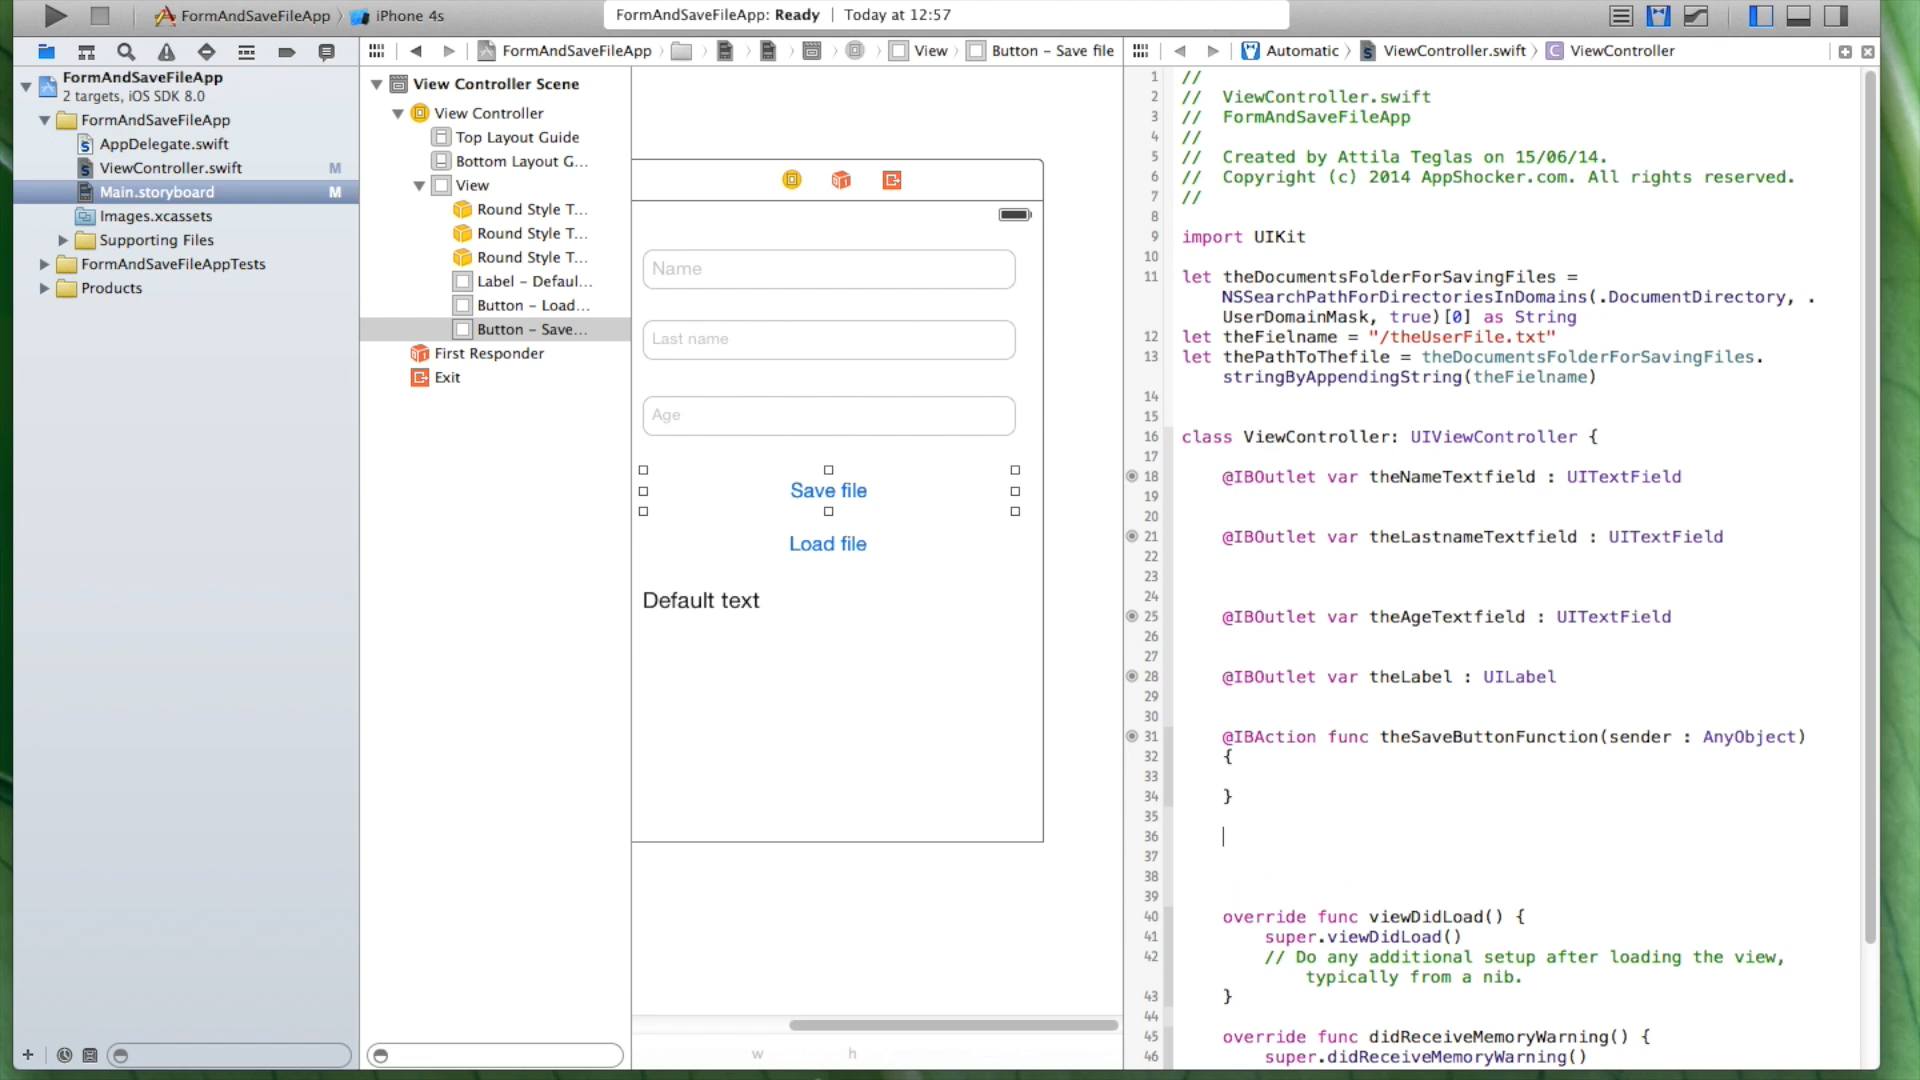 FormAndSaveFileApp
iPhone 4s
FormAndSaveFileApp: Ready | Today at 12:57
FormAndSaveFileApp
View
Button – Save file
Automatic
ViewController.swift
ViewController
FormAndSaveFileApp
2 targets, iOS SDK 8.0
FormAndSaveFileApp
AppDelegate.swift
ViewController.swift M
Main.storyboard M
Images.xcassets
Supporting Files
FormAndSaveFileAppTests
Products
View Controller Scene
View Controller
Top Layout Guide
Bottom Layout G...
View
Round Style T...
Round Style T...
Round Style T...
Label – Defaul...
Button – Load...
Button – Save...
First Responder
Exit
Name
Last name
Age
Save file
Load file
Default text
w h
1 //
2 // ViewController.swift
3 // FormAndSaveFileApp
4 //
5 // Created by Attila Teglas on 15/06/14.
6 // Copyright (c) 2014 AppShocker.com. All rights reserved.
7 //
8
9 import UIKit
10
11 let theDocumentsFolderForSavingFiles =
NSSearchPathForDirectoriesInDomains(.DocumentDirectory, .
UserDomainMask, true)[0] as String
12 let theFielname = "/theUserFile.txt"
13 let thePathToThefile = theDocumentsFolderForSavingFiles.
stringByAppendingString(theFielname)
14
15
16 class ViewController: UIViewController {
17
18 @IBOutlet var theNameTextfield : UITextField
19
20
21 @IBOutlet var theLastnameTextfield : UITextField
22
23
24
25 @IBOutlet var theAgeTextfield : UITextField
26
27
28 @IBOutlet var theLabel : UILabel
29
30
31 @IBAction func theSaveButtonFunction(sender : AnyObject)
32 {
33
34 }
35
36
37
38
39
40 override func viewDidLoad() {
41 super.viewDidLoad()
42 // Do any additional setup after loading the view,
typically from a nib.
43 }
44
45 override func didReceiveMemoryWarning() {
46 super.didReceiveMemoryWarning()